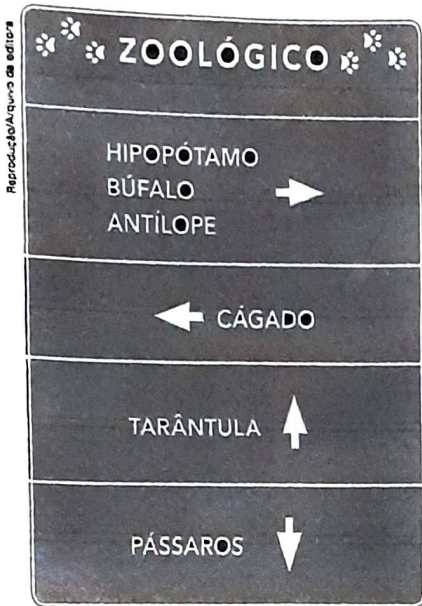 Reprodução/Arquivo da editora
ZOOLÓGICO
HIPOPÓTAMO
BÚFALO
ANTÍLOPE
CÁGADO
TARÂNTULA
PÁSSAROS